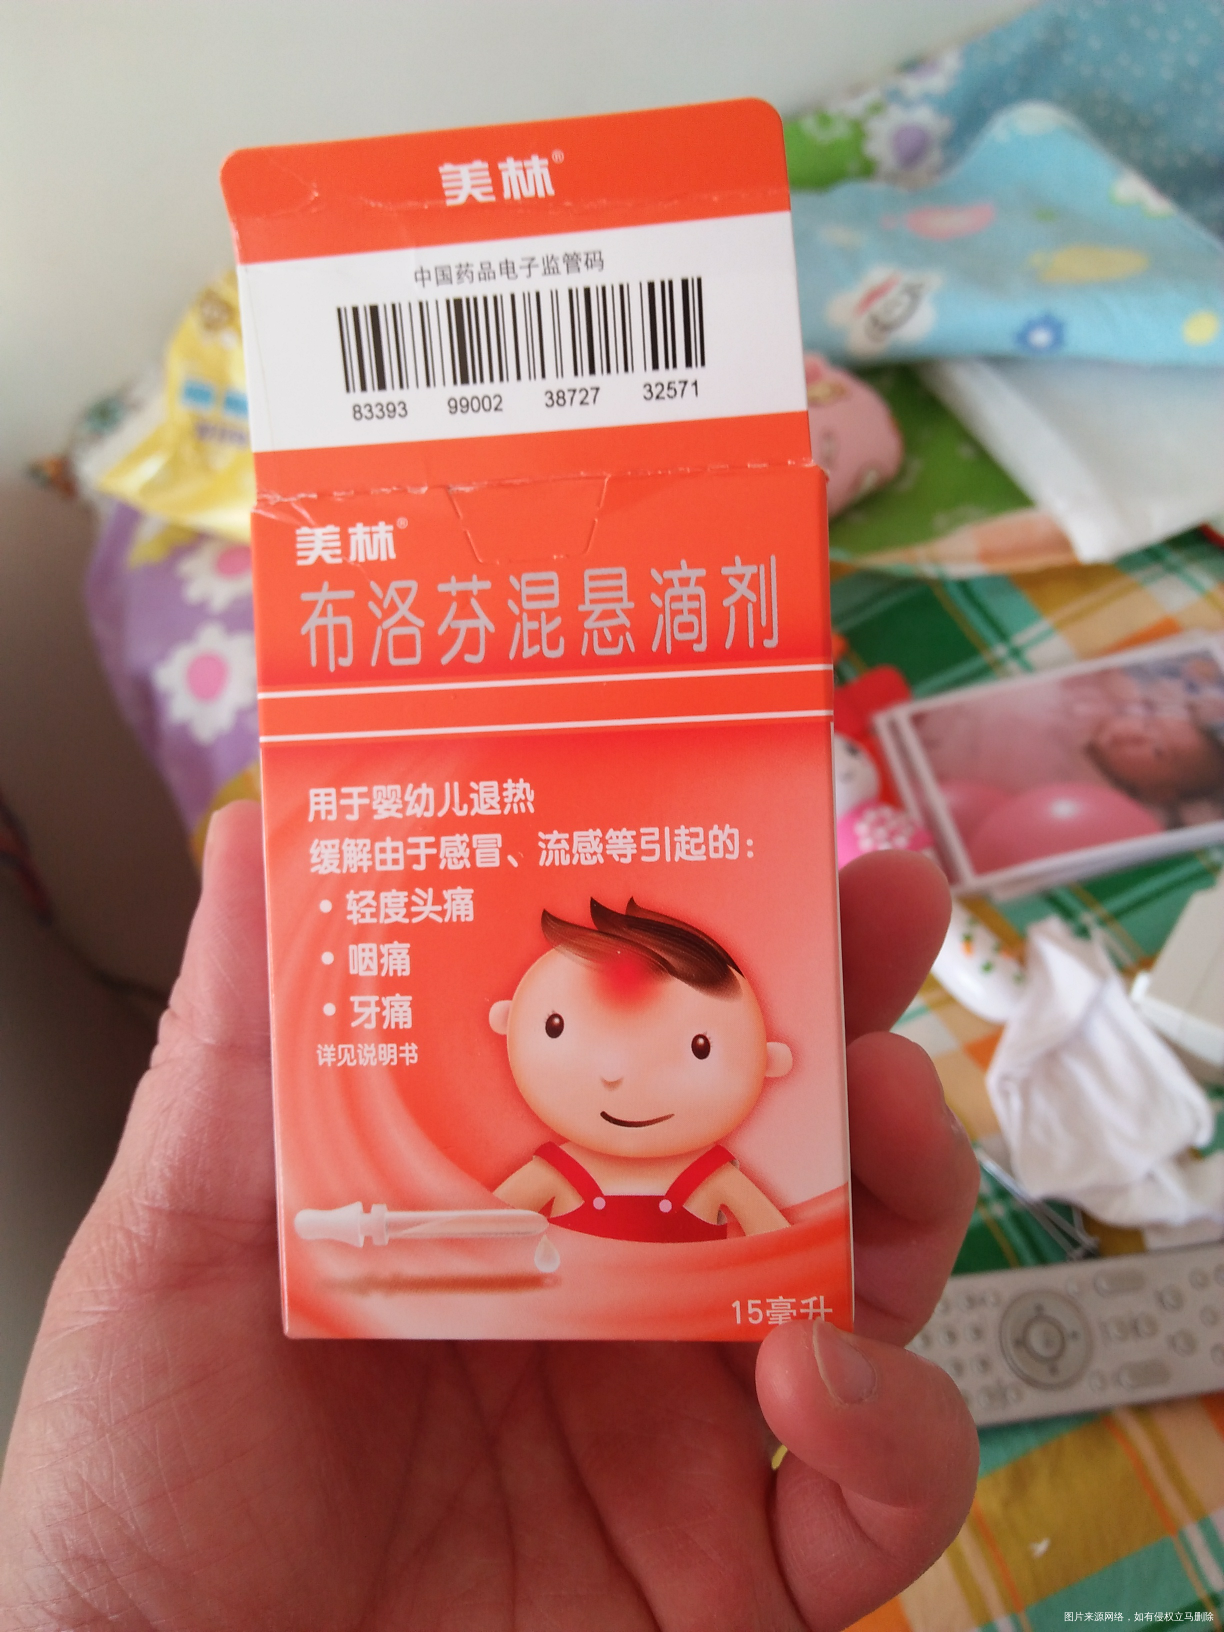 美林®
中国药品电子监管码
83393 99002 38727 32571
美林®
布洛芬混悬滴剂
用于婴幼儿退热
缓解由于感冒、流感等引起的:
• 轻度头痛
• 咽痛
• 牙痛
详见说明书
15毫升
图片来源网络，如有侵权立马删除